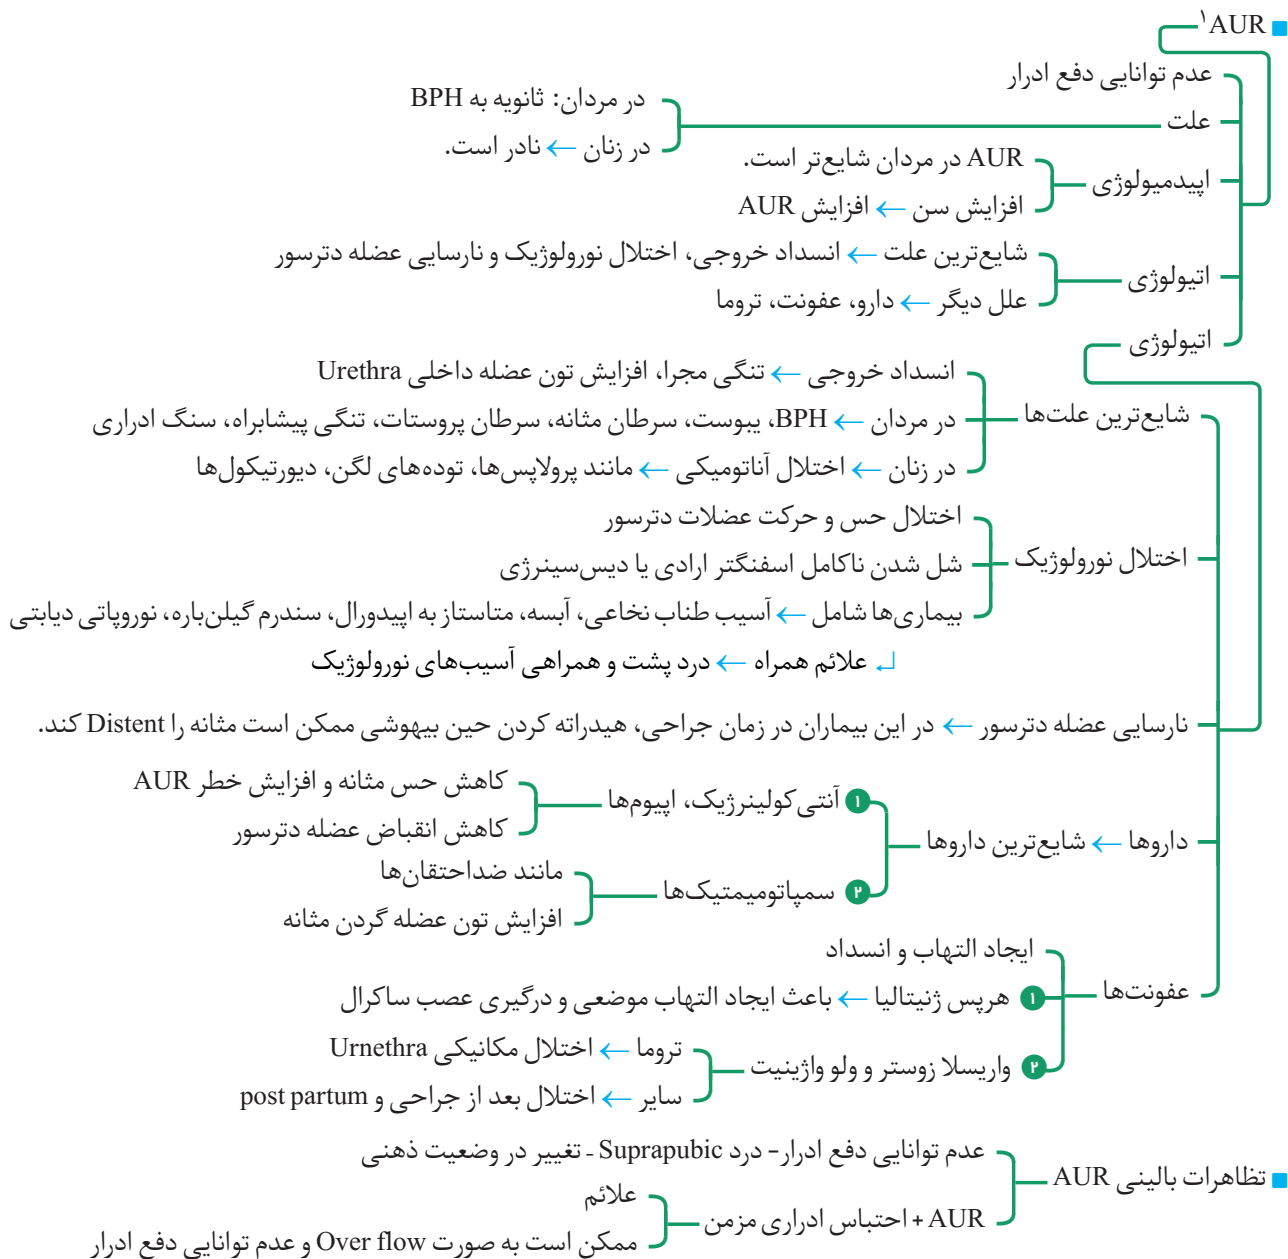 AUR۱
عدم توانایی دفع ادرار
علت
در مردان: ثانویه به BPH
در زنان ← نادر است.
اپیدمیولوژی
AUR در مردان شایع‌تر است.
افزایش سن ← افزایش AUR
اتیولوژی
شایع‌ترین علت ← انسداد خروجی، اختلال نورولوژیک و نارسایی عضله دترسور
علل دیگر ← دارو، عفونت، تروما
اتیولوژی
شایع‌ترین علت‌ها
انسداد خروجی ← تنگی مجرا، افزایش تون عضله داخلی Urethra
در مردان ← BPH، یبوست، سرطان مثانه، سرطان پروستات، تنگی پیشابراه، سنگ ادراری
در زنان ← اختلال آناتومیکی ← مانند پرولاپس‌ها، توده‌های لگن، دیورتیکول‌ها
اختلال نورولوژیک
اختلال حس و حرکت عضلات دترسور
شل شدن ناکامل اسفنگتر ارادی یا دیس‌سینرژی
بیماری‌ها شامل ← آسیب طناب نخاعی، آبسه، متاستاز به اپیدورال، سندرم گیلن‌باره، نوروپاتی دیابتی
علائم همراه ← درد پشت و همراهی آسیب‌های نورولوژیک
نارسایی عضله دترسور ← در این بیماران در زمان جراحی، هیدراته کردن حین بیهوشی ممکن است مثانه را Distent کند.
داروها ← شایع‌ترین داروها
۱ آنتی‌کولینرژیک، اپیوم‌ها
کاهش حس مثانه و افزایش خطر AUR
کاهش انقباض عضله دترسور
۲ سمپاتومیمتیک‌ها
مانند ضداحتقان‌ها
افزایش تون عضله گردن مثانه
عفونت‌ها
ایجاد التهاب و انسداد
۱ هرپس ژنیتالیا ← باعث ایجاد التهاب موضعی و درگیری عصب ساکرال
۲ واریسلا زوستر و ولو واژینیت
تروما ← اختلال مکانیکی Urnethra
سایر ← اختلال بعد از جراحی و post partum
تظاهرات بالینی AUR
عدم توانایی دفع ادرار- درد Suprapubic - تغییر در وضعیت ذهنی
AUR + احتباس ادراری مزمن
علائم
ممکن است به صورت Over flow و عدم توانایی دفع ادرار